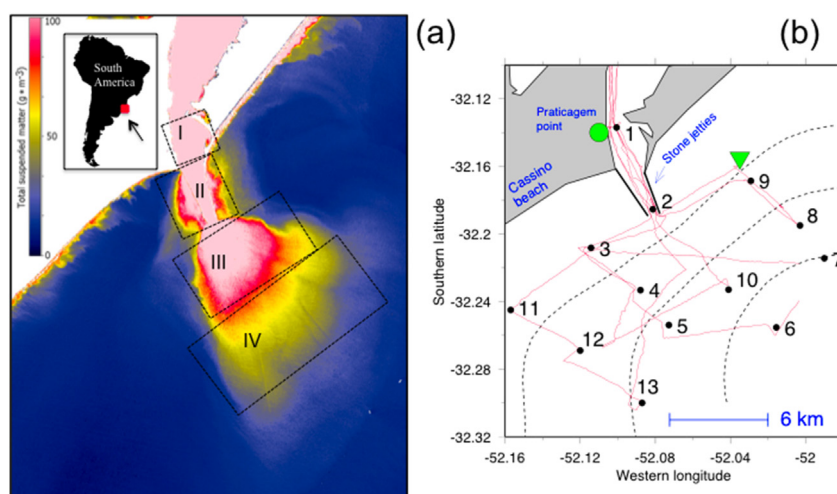 (a)
100
50
0
Total suspended matter (g * m⁻³)
South
America
I
II
III
IV
(b)
-32.12
-32.16
-32.2
-32.24
-32.28
-32.32
Southern latitude
-52.16
-52.12
-52.08
-52.04
-52
Western longitude
Praticagem
point
Stone jetties
Cassino
beach
1
2
3
4
5
6
7
8
9
10
11
12
13
6 km